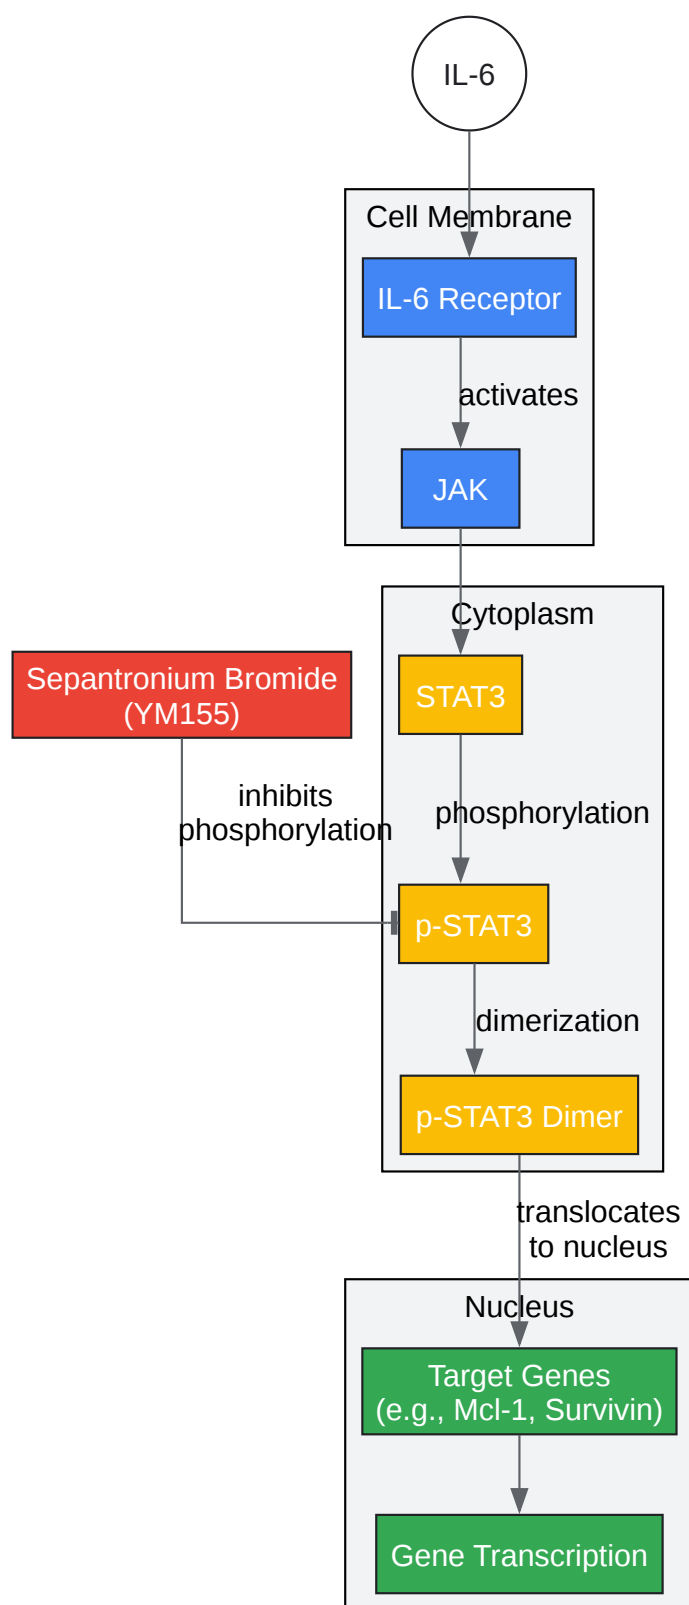 IL-6
Cell Membrane
IL-6 Receptor
activates
JAK
Cytoplasm
Sepantronium Bromide
(YM155)
STAT3
inhibits
phosphorylation
phosphorylation
p-STAT3
dimerization
p-STAT3 Dimer
translocates
to nucleus
Nucleus
Target Genes
(e.g., Mcl-1, Survivin)
Gene Transcription